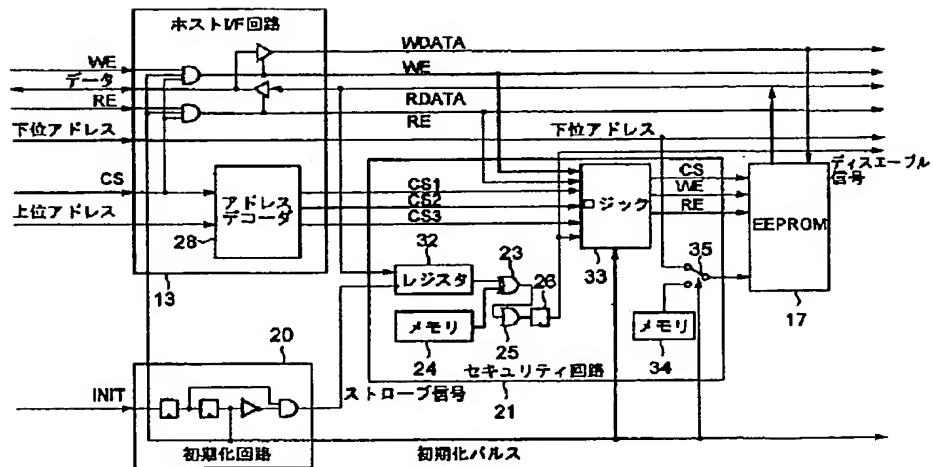 ホストI/F回路
WDATA
WE
WE
データ
RE
RDATA
RE
下位アドレス
下位アドレス
ディスエーブル信号
CS
アドレス
デコーダ
28
CS1
CS2
CS3
ロジック
CS
WE
RE
EEPROM
上位アドレス
32
レジスタ
23
26
33
35
13
メモリ
24
25
メモリ
34
17
20
セキュリティ回路
INIT
ストローブ信号
21
初期化回路
初期化パルス